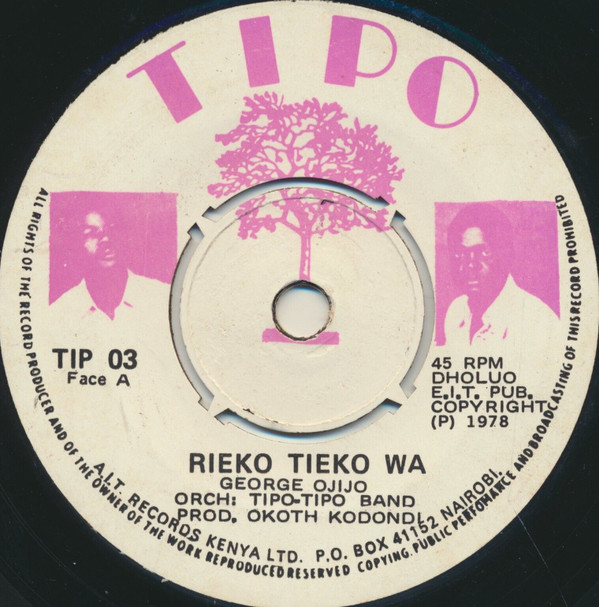 TIPO
TIP 03
Face A
45 RPM
DHOLUO
E.I.T. PUB.
COPYRIGHT
(P) 1978
RIEKO TIEKO WA
GEORGE OJIJO
ORCH: TIPO-TIPO BAND
PROD. OKOTH KODONDI
A.I.T. RECORDS KENYA LTD. P.O. BOX 41152 NAIROBI.
ALL RIGHTS OF THE RECORD PRODUCER AND OF THE OWNER OF THE WORK REPRODUCED RESERVED COPYING. PUBLIC PERFOMANCE AND BROADCASTING OF THIS RECORD PROHIBITED